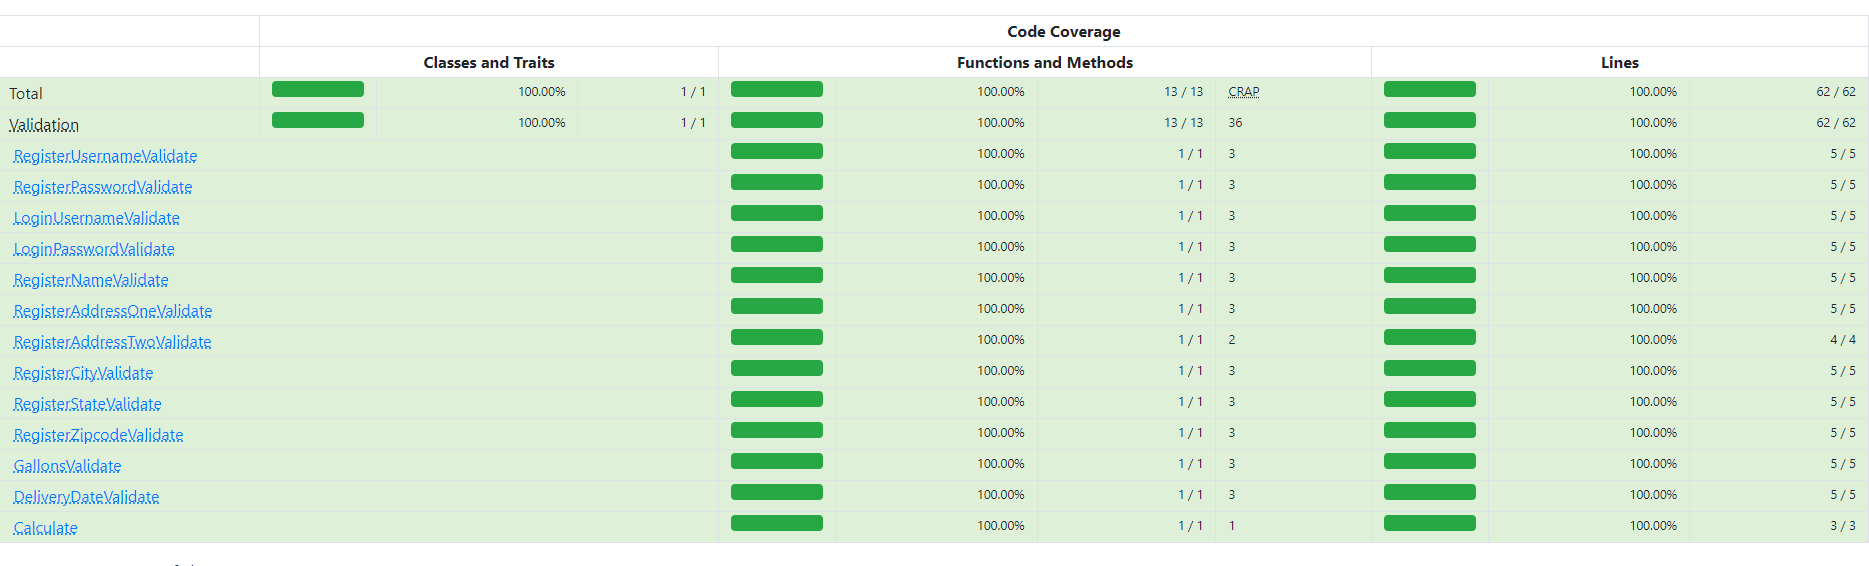 Code Coverage
Classes and Traits Functions and Methods Lines
Total 100.00% 1 / 1 100.00% 13 / 13 CRAP 100.00% 62 / 62
Validation 100.00% 1 / 1 100.00% 13 / 13 36 100.00% 62 / 62
RegisterUsernameValidate 100.00% 1 / 1 3 100.00% 5 / 5
RegisterPasswordValidate 100.00% 1 / 1 3 100.00% 5 / 5
LoginUsernameValidate 100.00% 1 / 1 3 100.00% 5 / 5
LoginPasswordValidate 100.00% 1 / 1 3 100.00% 5 / 5
RegisterNameValidate 100.00% 1 / 1 3 100.00% 5 / 5
RegisterAddressOneValidate 100.00% 1 / 1 3 100.00% 5 / 5
RegisterAddressTwoValidate 100.00% 1 / 1 2 100.00% 4 / 4
RegisterCityValidate 100.00% 1 / 1 3 100.00% 5 / 5
RegisterStateValidate 100.00% 1 / 1 3 100.00% 5 / 5
RegisterZipcodeValidate 100.00% 1 / 1 3 100.00% 5 / 5
GallonsValidate 100.00% 1 / 1 3 100.00% 5 / 5
DeliveryDateValidate 100.00% 1 / 1 3 100.00% 5 / 5
Calculate 100.00% 1 / 1 1 100.00% 3 / 3